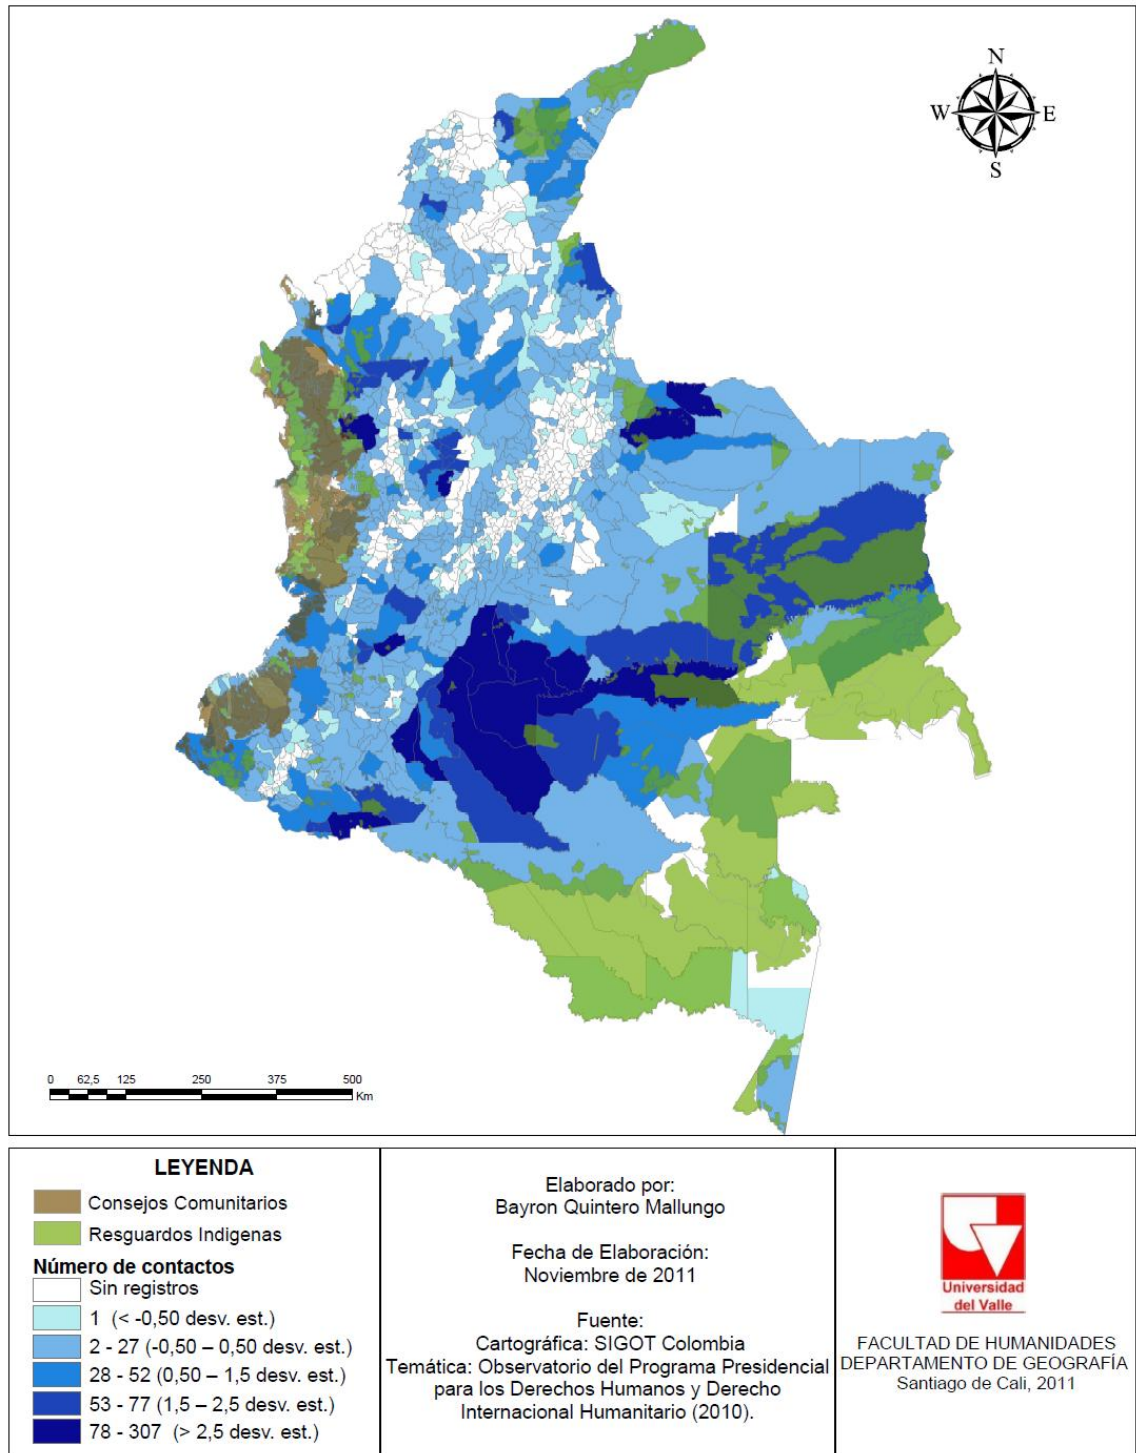 N
W
E
S
0 62,5 125 250 375 500
Km
LEYENDA
Consejos Comunitarios
Resguardos Indigenas
Número de contactos
Sin registros
1 (< -0,50 desv. est.)
2 - 27 (-0,50 – 0,50 desv. est.)
28 - 52 (0,50 – 1,5 desv. est.)
53 - 77 (1,5 – 2,5 desv. est.)
78 - 307 (> 2,5 desv. est.)
Elaborado por:
Bayron Quintero Mallungo
Fecha de Elaboración:
Noviembre de 2011
Fuente:
Cartográfica: SIGOT Colombia
Temática: Observatorio del Programa Presidencial
para los Derechos Humanos y Derecho
Internacional Humanitario (2010).
Universidad
del Valle
FACULTAD DE HUMANIDADES
DEPARTAMENTO DE GEOGRAFÍA
Santiago de Cali, 2011